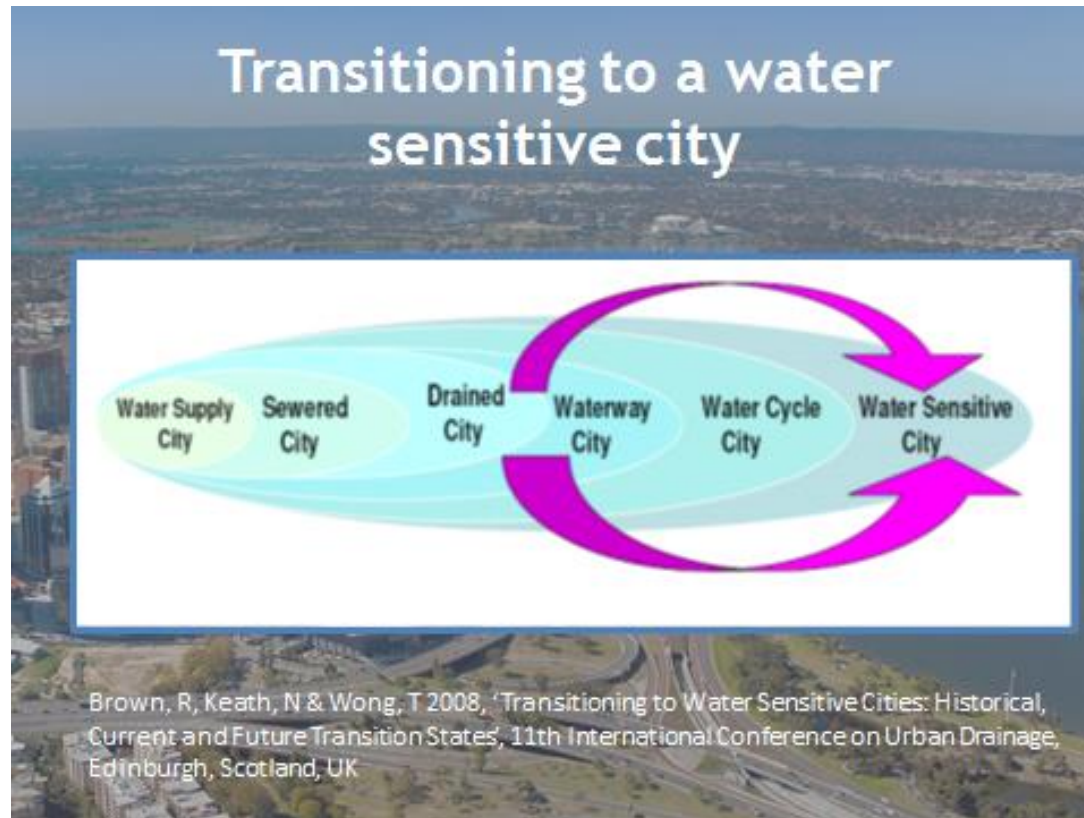 Transitioning to a water
sensitive city
Water Supply
City
Sewered
City
Drained
City
Waterway
City
Water Cycle
City
Water Sensitive
City
Brown, R, Keath, N & Wong, T 2008, ‘Transitioning to Water Sensitive Cities: Historical,
Current and Future Transition States’, 11th International Conference on Urban Drainage,
Edinburgh, Scotland, UK